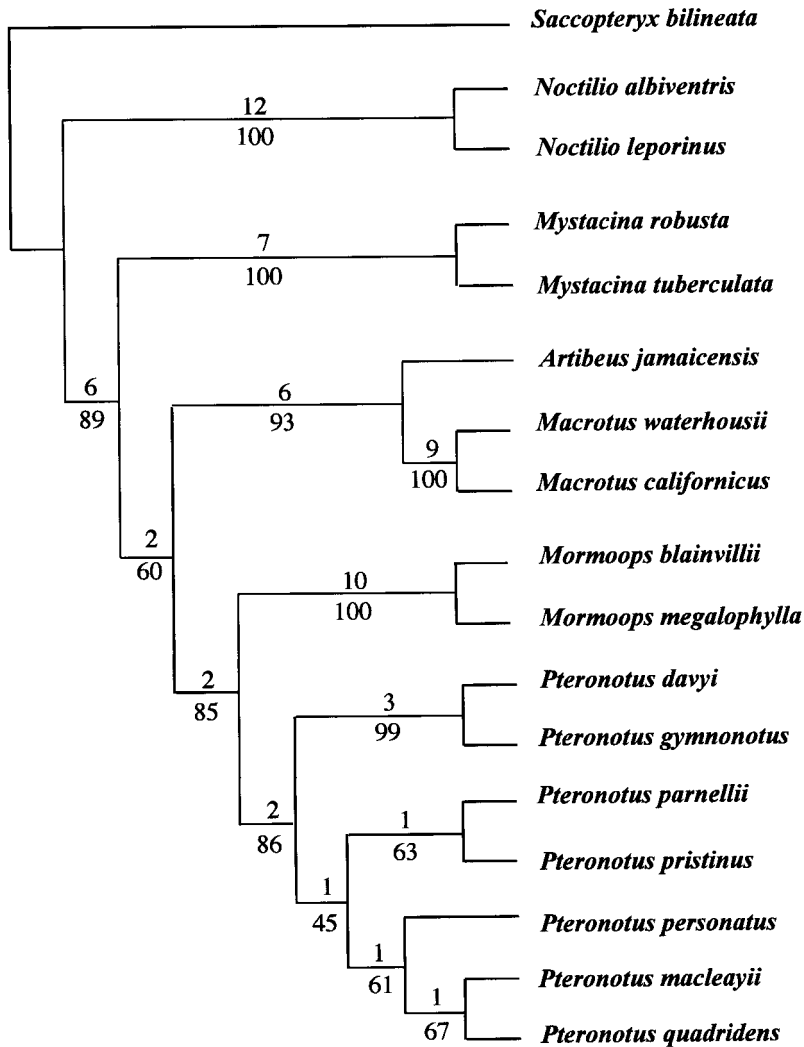 Saccopteryx bilineata
Noctilio albiventris
12
100
Noctilio leporinus
Mystacina robusta
7
100
Mystacina tuberculata
Artibeus jamaicensis
6
89
6
93
Macrotus waterhousii
9
100
Macrotus californicus
2
60
Mormoops blainvillii
10
100
Mormoops megalophylla
2
85
Pteronotus davyi
3
99
Pteronotus gymnonotus
2
86
Pteronotus parnellii
1
63
Pteronotus pristinus
1
45
Pteronotus personatus
1
61
Pteronotus macleayii
1
67
Pteronotus quadridens